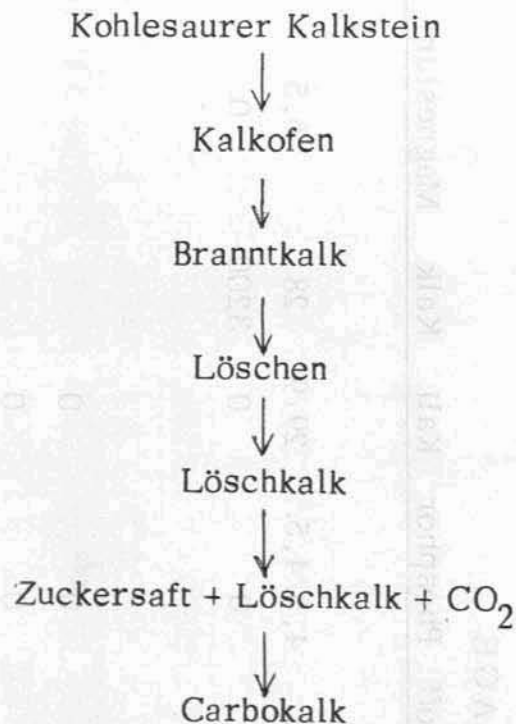 Kohlesaurer Kalkstein
Kalkofen
Branntkalk
Löschen
Löschkalk
Zuckersaft + Löschkalk + CO₂
Carbokalk